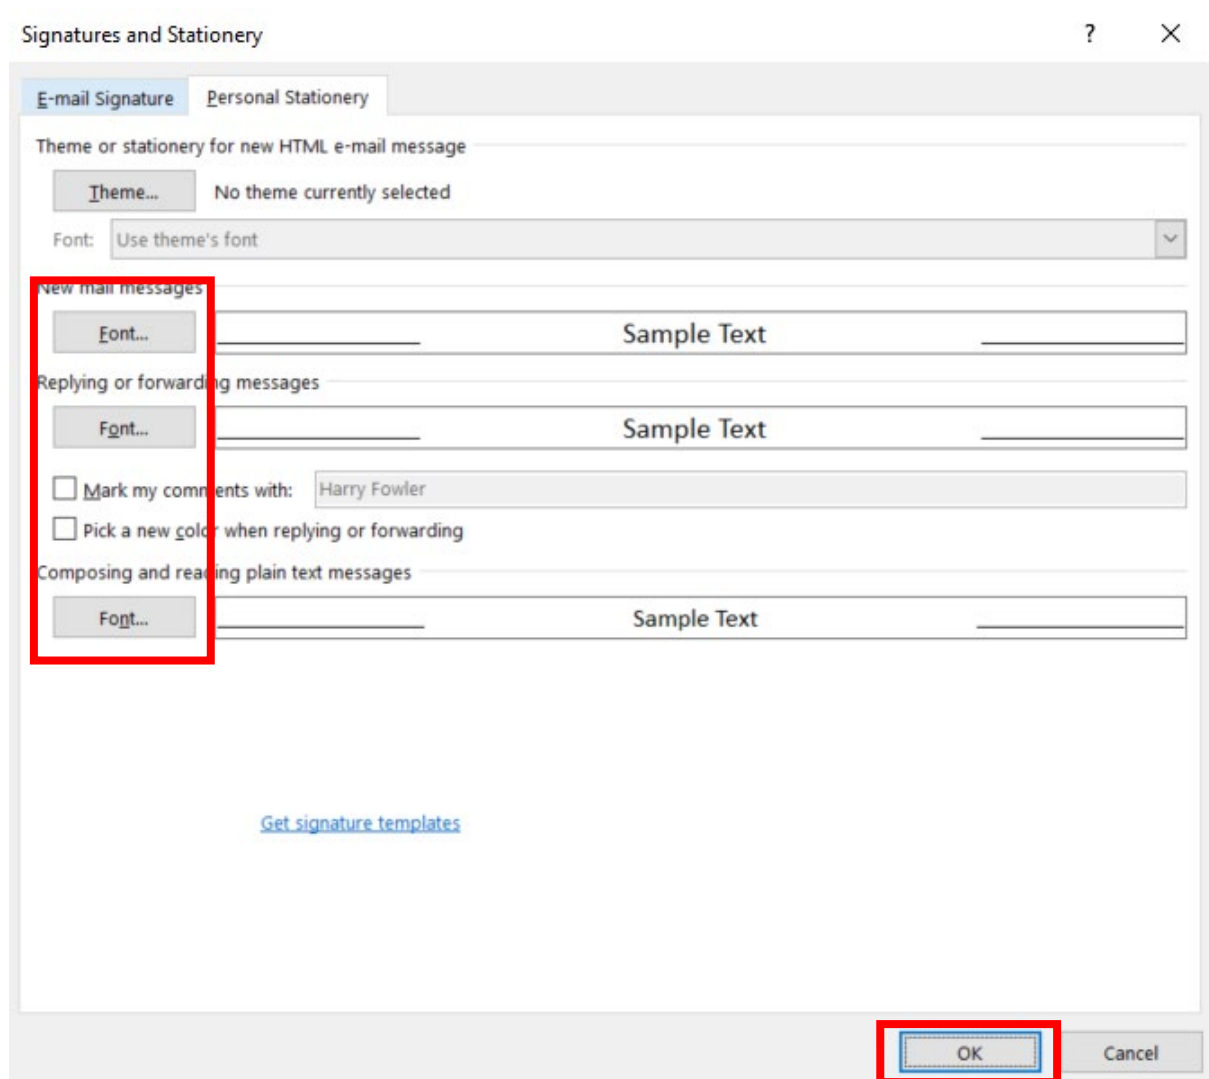 Signatures and Stationery ?
E-mail Signature Personal Stationery
Theme or stationery for new HTML e-mail message
Theme... No theme currently selected
Font: Use theme's font
New mail messages
Font... Sample Text
Replying or forwarding messages
Font... Sample Text
Mark my comments with: Harry Fowler
Pick a new color when replying or forwarding
Composing and reading plain text messages
Font... Sample Text
Get signature templates
OK Cancel